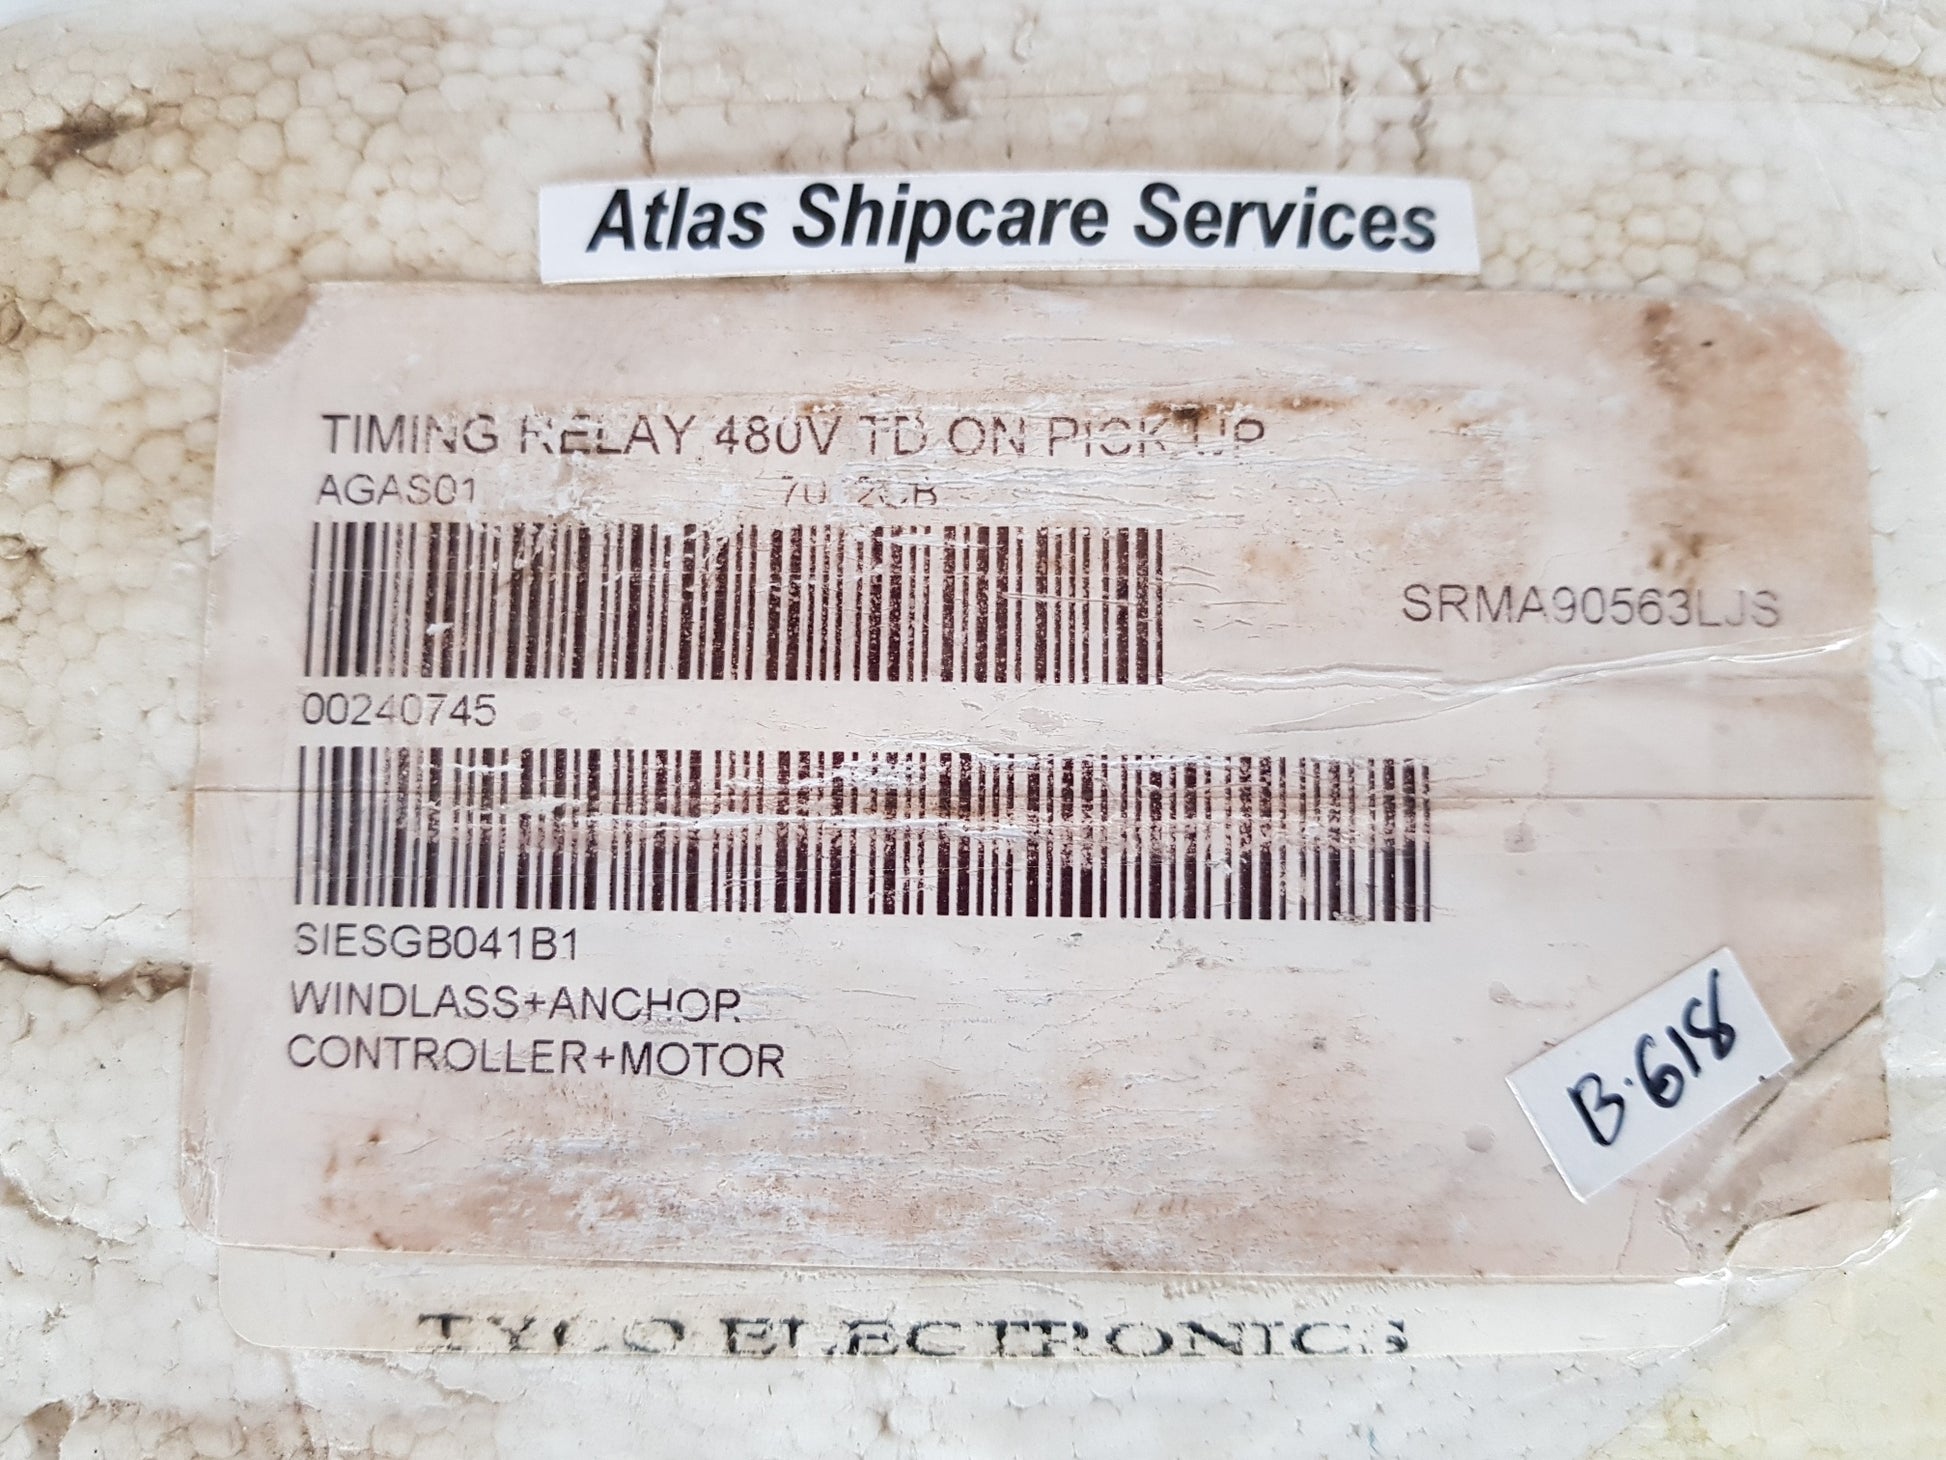 Atlas Shipcare Services
TIMING RELAY 480V TD ON PICK UP
AGAS01
SRMA90563LJS
00240745
SIESGB041B1
WINDLASS+ANCHOR
CONTROLLER+MOTOR
B.618
TYCO ELECTRONICS